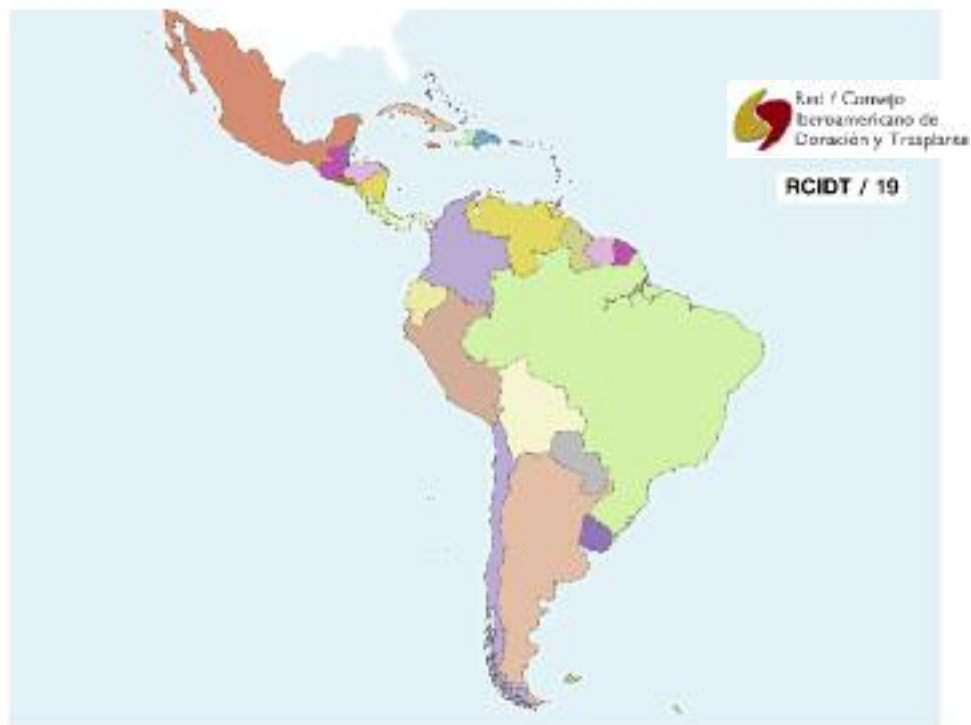 Red / Consejo
Iberoamericano de
Donación y Trasplante
RCIDT / 19